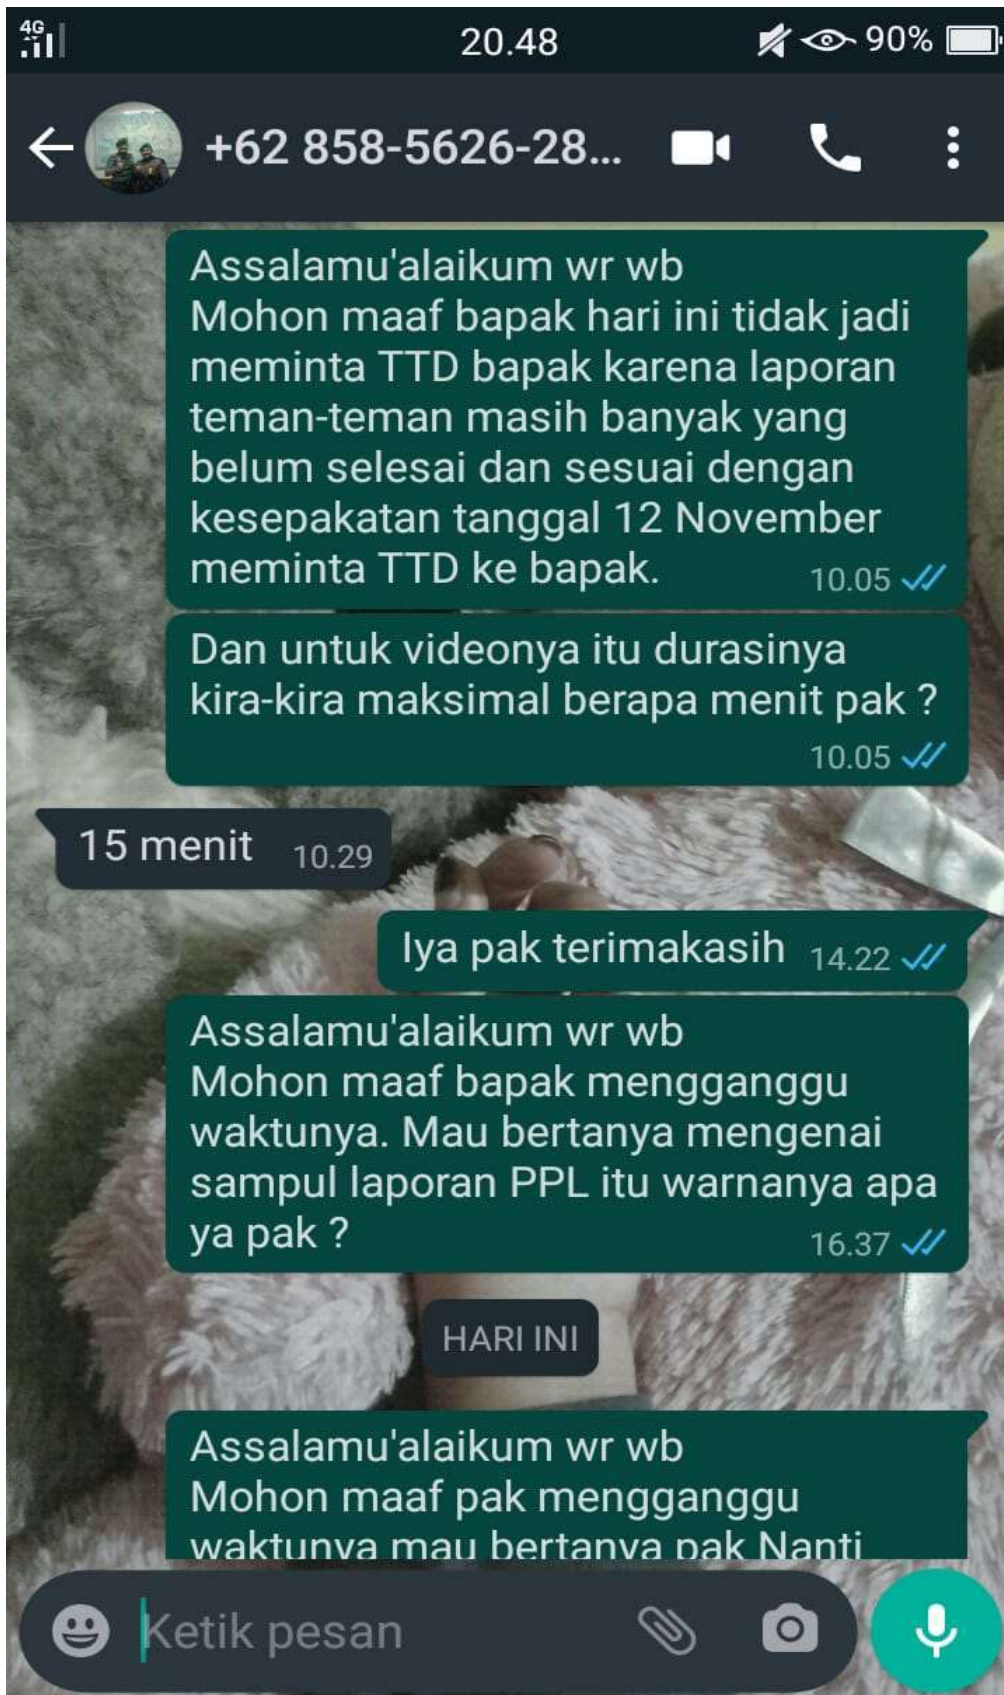 4G
20.48
90%
+62 858-5626-28...
Assalamu'alaikum wr wb
Mohon maaf bapak hari ini tidak jadi
meminta TTD bapak karena laporan
teman-teman masih banyak yang
belum selesai dan sesuai dengan
kesepakatan tanggal 12 November
meminta TTD ke bapak.
10.05
Dan untuk videonya itu durasinya
kira-kira maksimal berapa menit pak ?
10.05
15 menit 10.29
Iya pak terimakasih 14.22
Assalamu'alaikum wr wb
Mohon maaf bapak mengganggu
waktunya. Mau bertanya mengenai
sampul laporan PPL itu warnanya apa
ya pak ?
16.37
HARI INI
Assalamu'alaikum wr wb
Mohon maaf pak mengganggu
waktunya mau bertanya pak Nanti
Ketik pesan